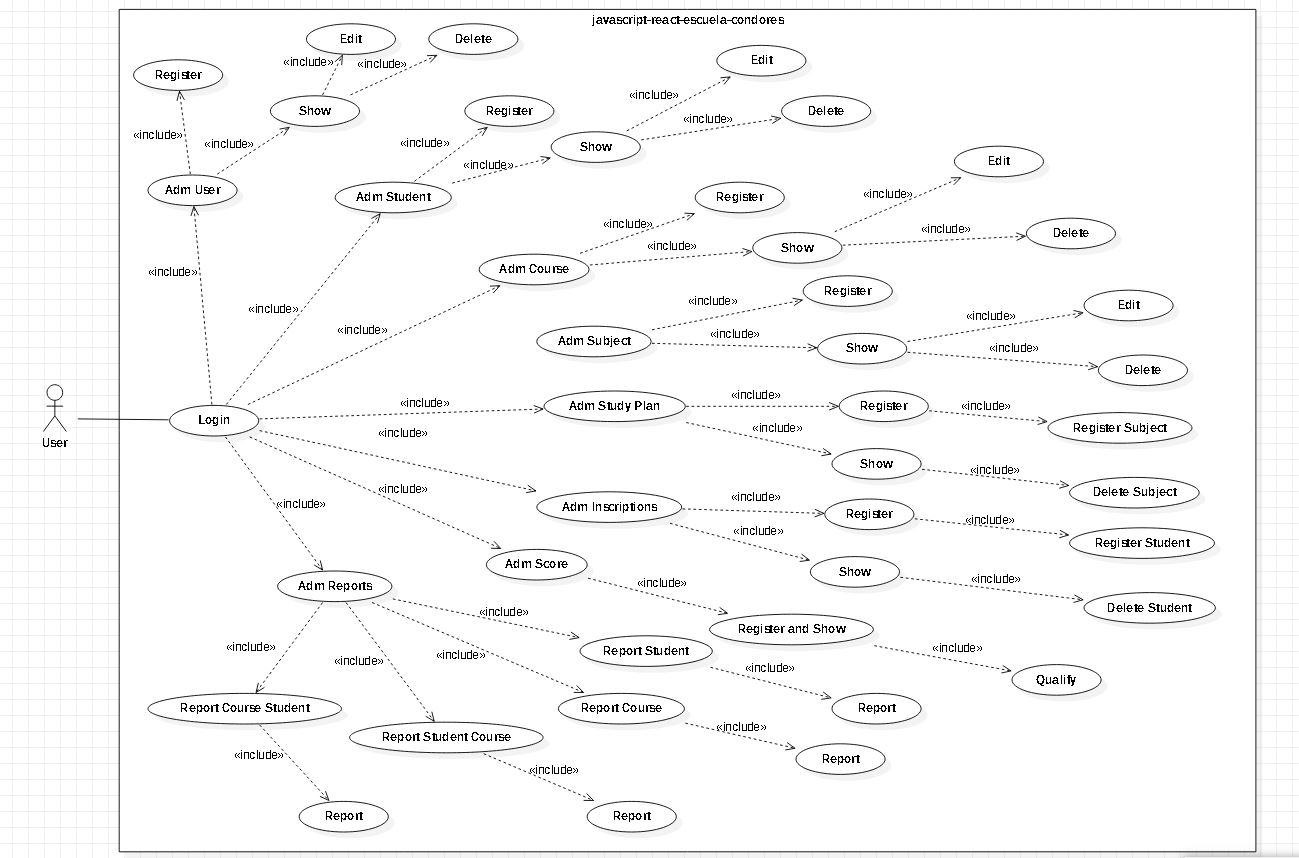 javascript-react-escuela-condores
Edit
Delete
«include»
«include»
Edit
Register
«include»
Show
Register
Delete
«include»
«include»
«include»
«include»
Show
«include»
Edit
«include»
Adm User
Adm Student
Register
«include»
«include»
Delete
«include»
Show
«include»
Adm Course
«include»
Register
«include»
Edit
«include»
«include»
«include»
Adm Subject
«include»
Show
«include»
Delete
«include»
Adm Study Plan
«include»
Register
«include»
Login
Register Subject
User
«include»
«include»
Show
«include»
«include»
Delete Subject
«include»
Adm Inscriptions
«include»
Register
«include»
«include»
Register Student
Adm Score
Show
«include»
Adm Reports
«include»
Delete Student
«include»
Register and Show
«include»
«include»
«include»
Report Student
«include»
«include»
Qualify
Report Course Student
Report Course
Report
Report Student Course
«include»
«include»
Report
«include»
Report
Report